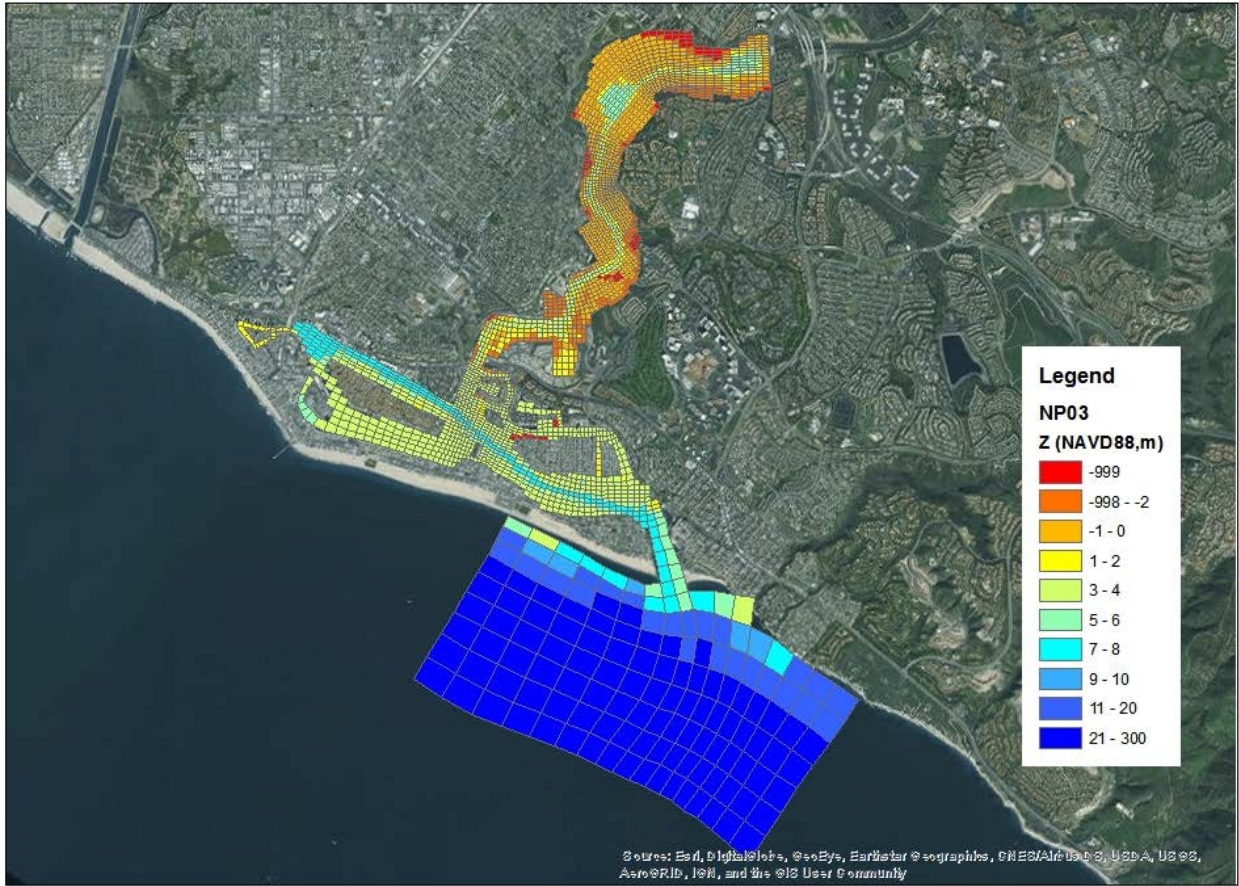 Legend
NP03
Z (NAVD88,m)
-999
-998 - -2
-1 - 0
1 - 2
3 - 4
5 - 6
7 - 8
9 - 10
11 - 20
21 - 300
Source: Esri, DigitalGlobe, GeoEye, Earthstar Geographics, CNES/Airbus DS, USDA, USGS,
AeroGRID, IGN, and the GIS User Community